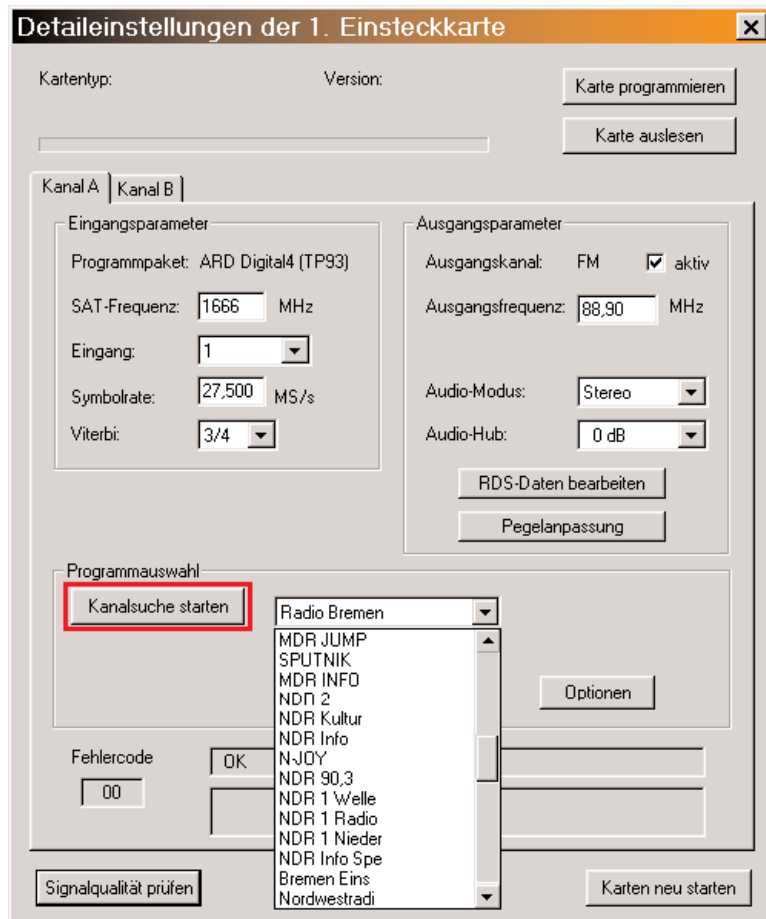 Detaileinstellungen der 1. Einsteckkarte
Kartentyp:
Version:
Karte programmieren
Karte auslesen
Kanal A
Kanal B
Eingangsparameter
Programmpaket: ARD Digital4 (TP93)
SAT-Frequenz: 1666 MHz
Eingang: 1
Symbolrate: 27,500 MS/s
Viterbi: 3/4
Ausgangsparameter
Ausgangskanal: FM aktiv
Ausgangsfrequenz: 88,90 MHz
Audio-Modus: Stereo
Audio-Hub: 0 dB
RDS-Daten bearbeiten
Pegelanpassung
Programmauswahl
Kanalsuche starten
Radio Bremen
MDR JUMP
SPUTNIK
MDR INFO
NDR 2
NDR Kultur
NDR Info
N-JOY
NDR 90,3
NDR 1 Welle
NDR 1 Radio
NDR 1 Nieder
NDR Info Spe
Bremen Eins
Nordwestradi
Optionen
Fehlercode
00
OK
Signalqualität prüfen
Karten neu starten